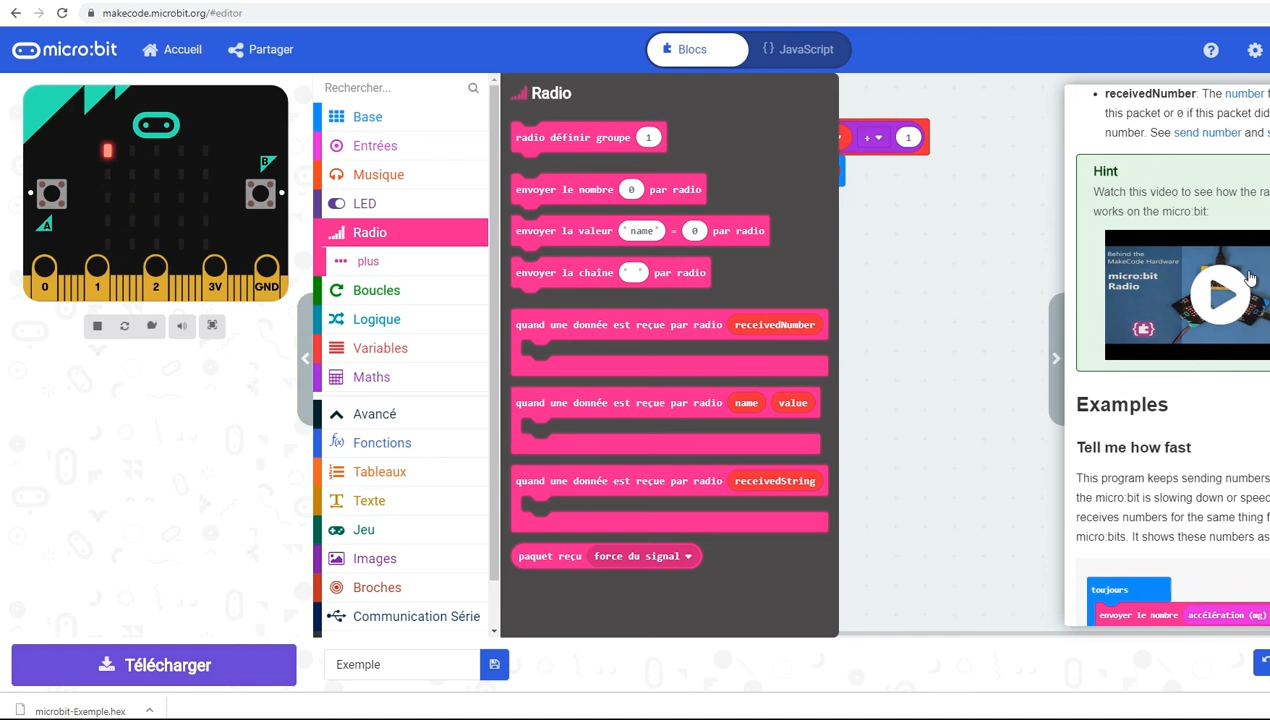 makecode.microbit.org/#editor
micro:bit
Accueil
Partager
Blocs
{ } JavaScript
A
B
0 1 2 3V GND
Rechercher...
Base
Entrées
Musique
LED
Radio
plus
Boucles
Logique
Variables
Maths
Avancé
Fonctions
Tableaux
Texte
Jeu
Images
Broches
Communication Série
Radio
radio définir groupe 1
envoyer le nombre 0 par radio
envoyer la valeur "name" = 0 par radio
envoyer la chaîne " " par radio
quand une donnée est reçue par radio receivedNumber
quand une donnée est reçue par radio name value
quand une donnée est reçue par radio receivedString
paquet reçu force du signal
+ 1
• receivedNumber: The number
this packet or 0 if this packet did
number. See send number and
Hint
Watch this video to see how the
works on the micro:bit:
Behind the
MakeCode Hardware
micro:bit
Radio
Examples
Tell me how fast
This program keeps sending numbers
the micro:bit is slowing down or
receives numbers for the same thing
micro:bits. It shows these numbers
toujours
envoyer le nombre accélération (mg)
Télécharger
Exemple
microbit-Exemple.hex